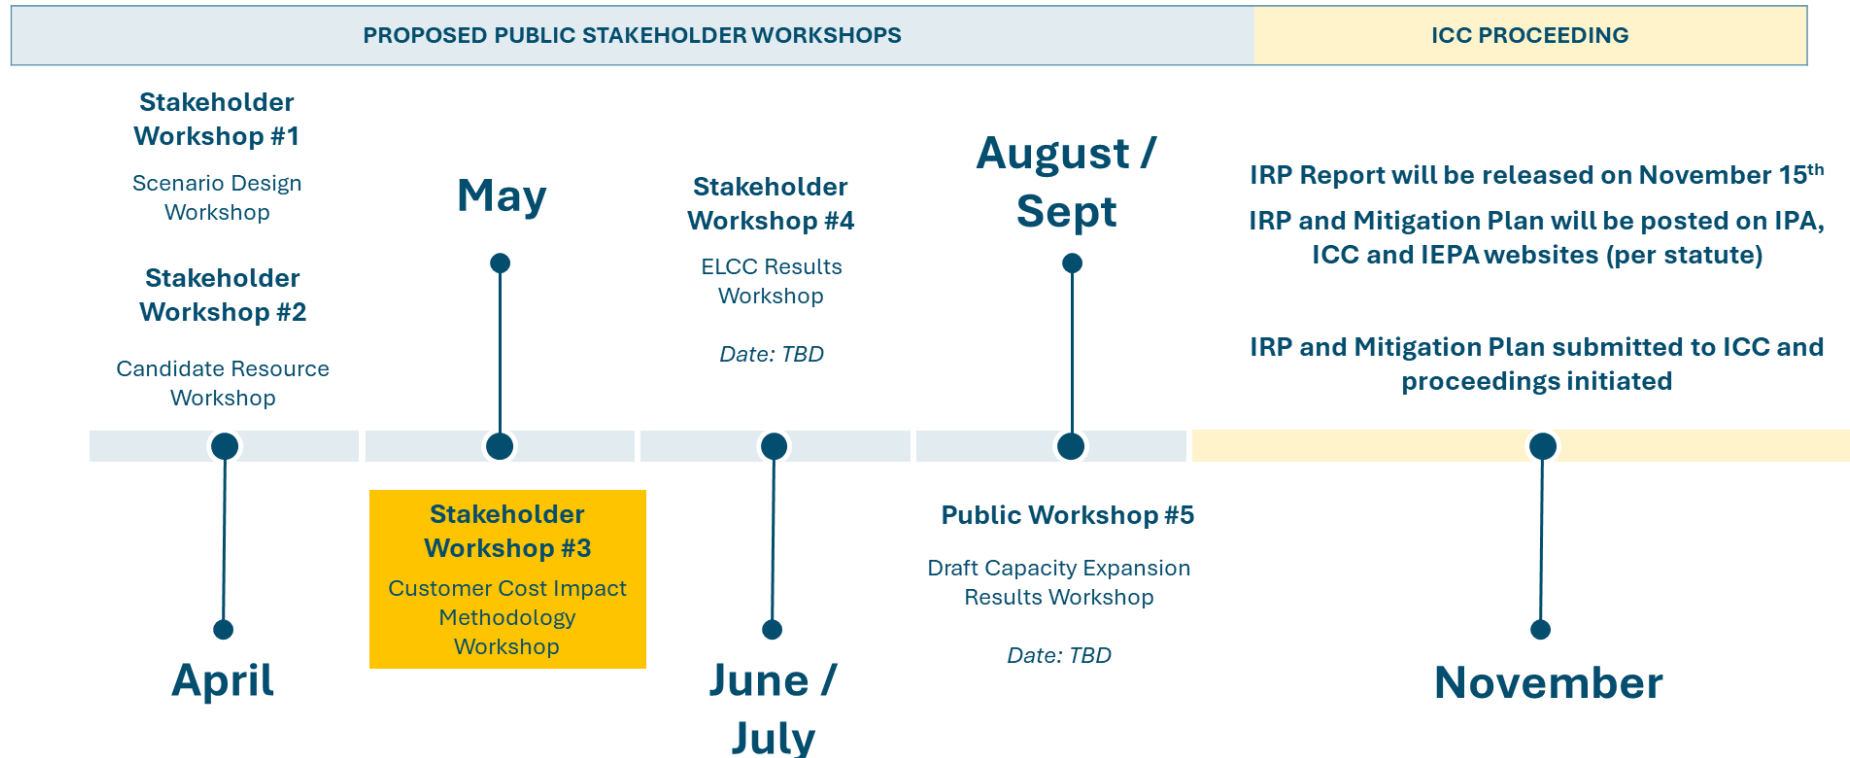 PROPOSED PUBLIC STAKEHOLDER WORKSHOPS
ICC PROCEEDING
Stakeholder
Workshop #1
Scenario Design
Workshop
Stakeholder
Workshop #2
Candidate Resource
Workshop
April
May
Stakeholder
Workshop #3
Customer Cost Impact
Methodology
Workshop
Stakeholder
Workshop #4
ELCC Results
Workshop
Date: TBD
June /
July
August /
Sept
Public Workshop #5
Draft Capacity Expansion
Results Workshop
Date: TBD
IRP Report will be released on November 15th
IRP and Mitigation Plan will be posted on IPA,
ICC and IEPA websites (per statute)
IRP and Mitigation Plan submitted to ICC and
proceedings initiated
November